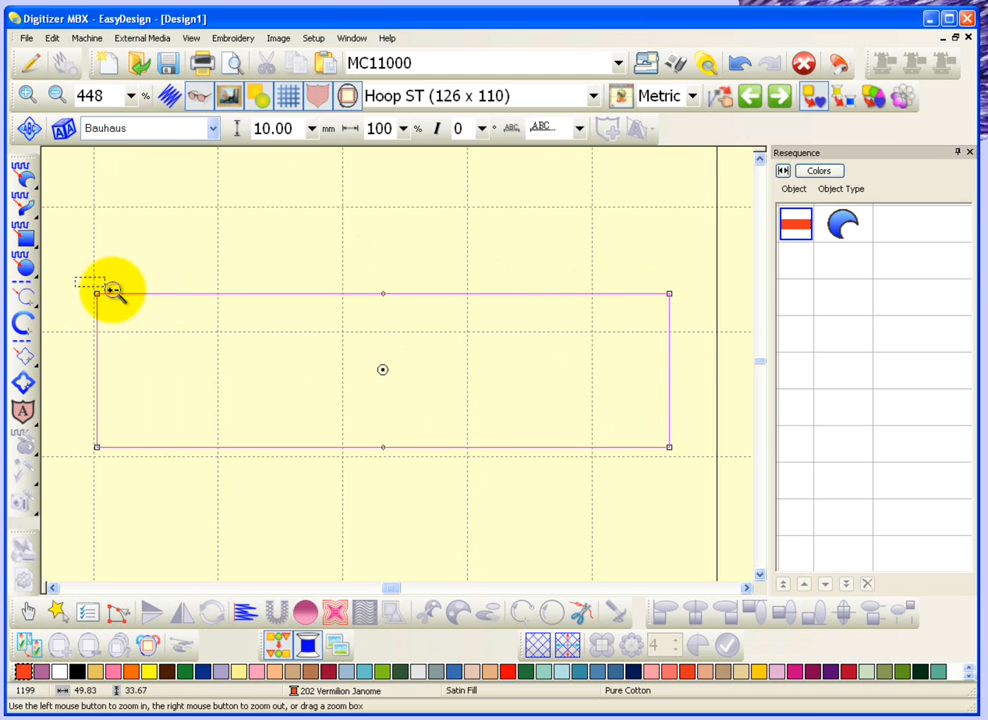 Digitizer MBX - EasyDesign - [Design1]
File Edit Machine External Media View Embroidery Image Setup Window Help
MC11000
448 % Hoop ST (126 x 110) Metric
ABC A Bauhaus 10.00 mm 100 % I 0 ° ABC ABC
Resequence
Colors
Object Object Type
A
4
1199 49.83 33.67 202 Vermilion Janome Satin Fill Pure Cotton
Use the left mouse button to zoom in, the right mouse button to zoom out, or drag a zoom box